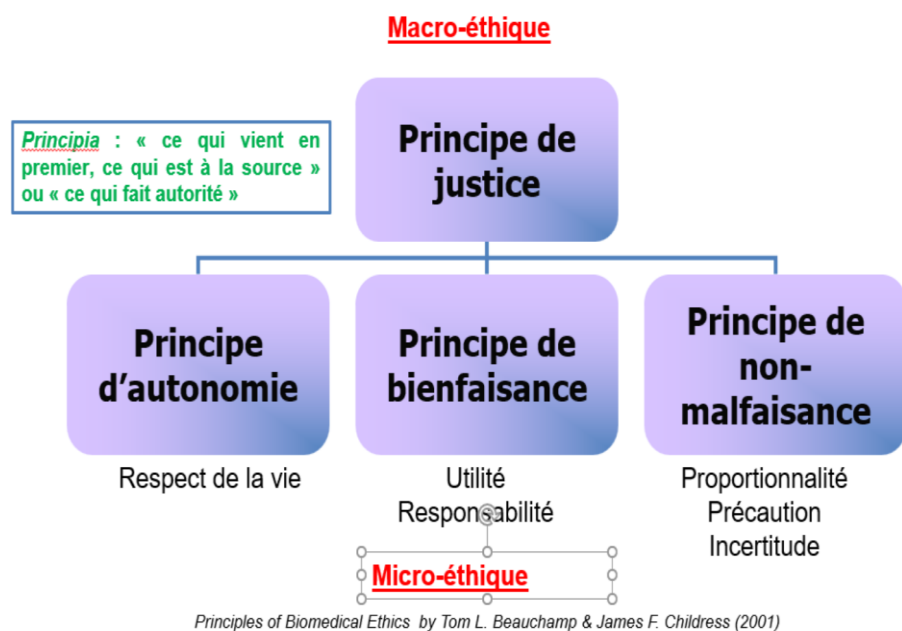 Macro-éthique
Principia : « ce qui vient en
premier, ce qui est à la source »
ou « ce qui fait autorité »
Principe de
justice
Principe
d'autonomie
Principe de
bienfaisance
Principe de
non-
malfaisance
Respect de la vie
Utilité
Responsabilité
Proportionnalité
Précaution
Incertitude
Micro-éthique
Principles of Biomedical Ethics by Tom L. Beauchamp & James F. Childress (2001)